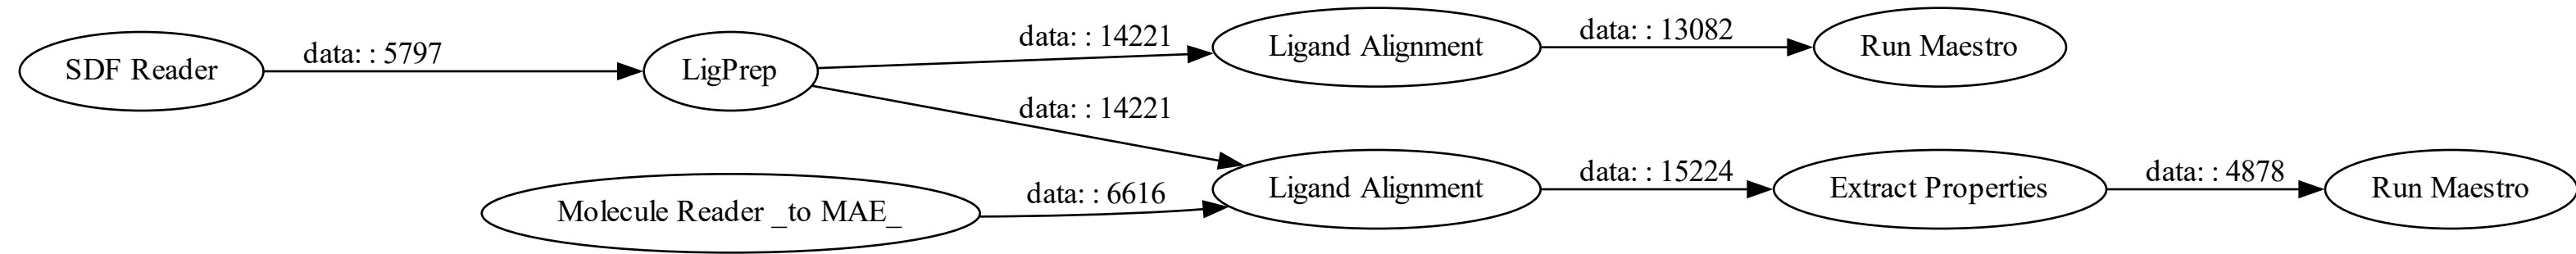 SDF Reader
data: : 5797
LigPrep
data: : 14221
Ligand Alignment
data: : 13082
Run Maestro
data: : 14221
Molecule Reader _to MAE_
data: : 6616
Ligand Alignment
data: : 15224
Extract Properties
data: : 4878
Run Maestro